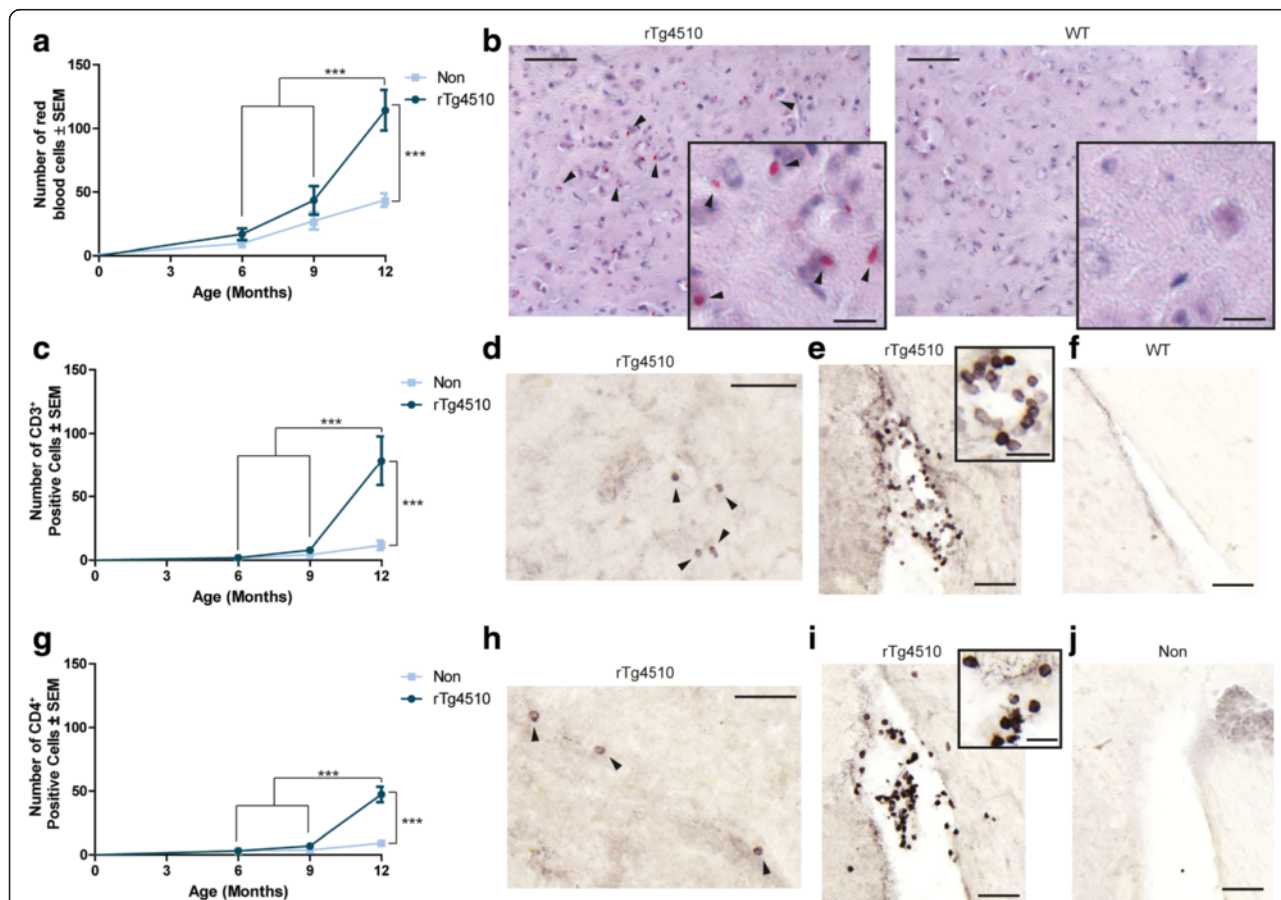 a
Number of red
blood cells ± SEM
150
100
50
0
0 3 6 9 12
Age (Months)
***
***
Non
rTg4510
b
rTg4510
WT
c
Number of CD3⁺
Positive Cells ± SEM
150
100
50
0
0 3 6 9 12
Age (Months)
***
***
Non
rTg4510
d
rTg4510
e
rTg4510
f
WT
g
Number of CD4⁺
Positive Cells ± SEM
150
100
50
0
0 3 6 9 12
Age (Months)
***
***
Non
rTg4510
h
rTg4510
i
rTg4510
j
Non